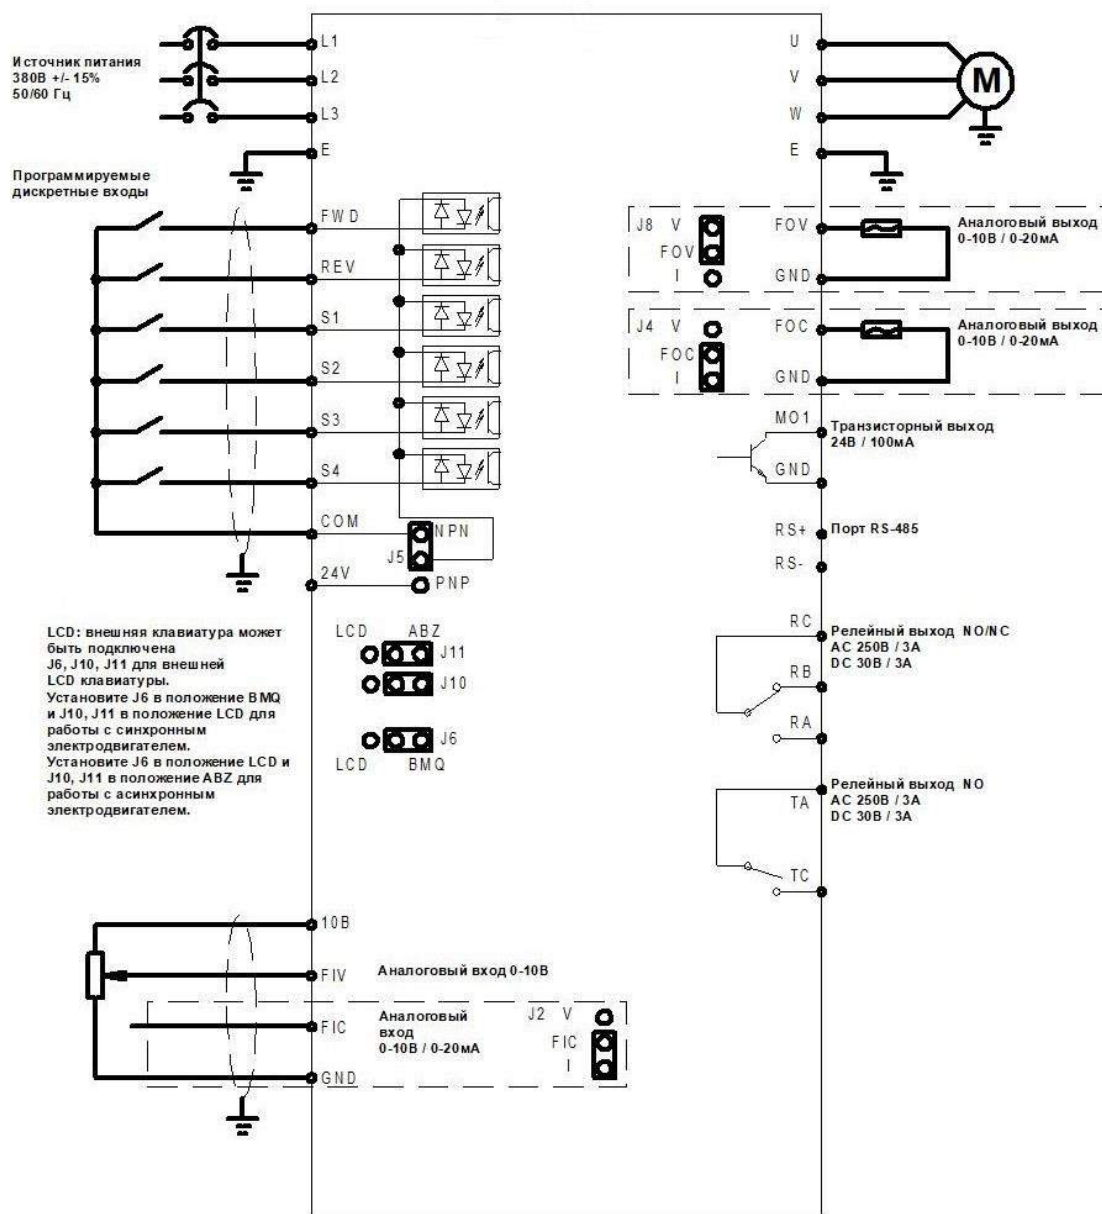 Источник питания
380В +/- 15%
50/60 Гц
L1
L2
L3
E
U
V
W
E
M
Программируемые
дискретные входы
FWD
REV
S1
S2
S3
S4
COM
24V
NPN
J5
PNP
J8 V
FOV
I
FOV
GND
Аналоговый выход
0-10В / 0-20мА
J4 V
FOC
I
FOC
GND
Аналоговый выход
0-10В / 0-20мА
MO1
GND
Транзисторный выход
24В / 100мА
RS+
RS-
Порт RS-485
LCD: внешняя клавиатура может
быть подключена
J6, J10, J11 для внешней
LCD клавиатуры.
Установите J6 в положение BMQ
и J10, J11 в положение LCD для
работы с синхронным
электродвигателем.
Установите J6 в положение LCD и
J10, J11 в положение ABZ для
работы с асинхронным
электродвигателем.
LCD ABZ
J11
J10
J6
LCD BMQ
RC
RB
RA
Релейный выход NO/NC
AC 250В / 3А
DC 30В / 3А
TA
TC
Релейный выход NO
AC 250В / 3А
DC 30В / 3А
10В
FIV
Аналоговый вход 0-10В
FIC
GND
Аналоговый
вход
0-10В / 0-20мА
J2 V
FIC
I